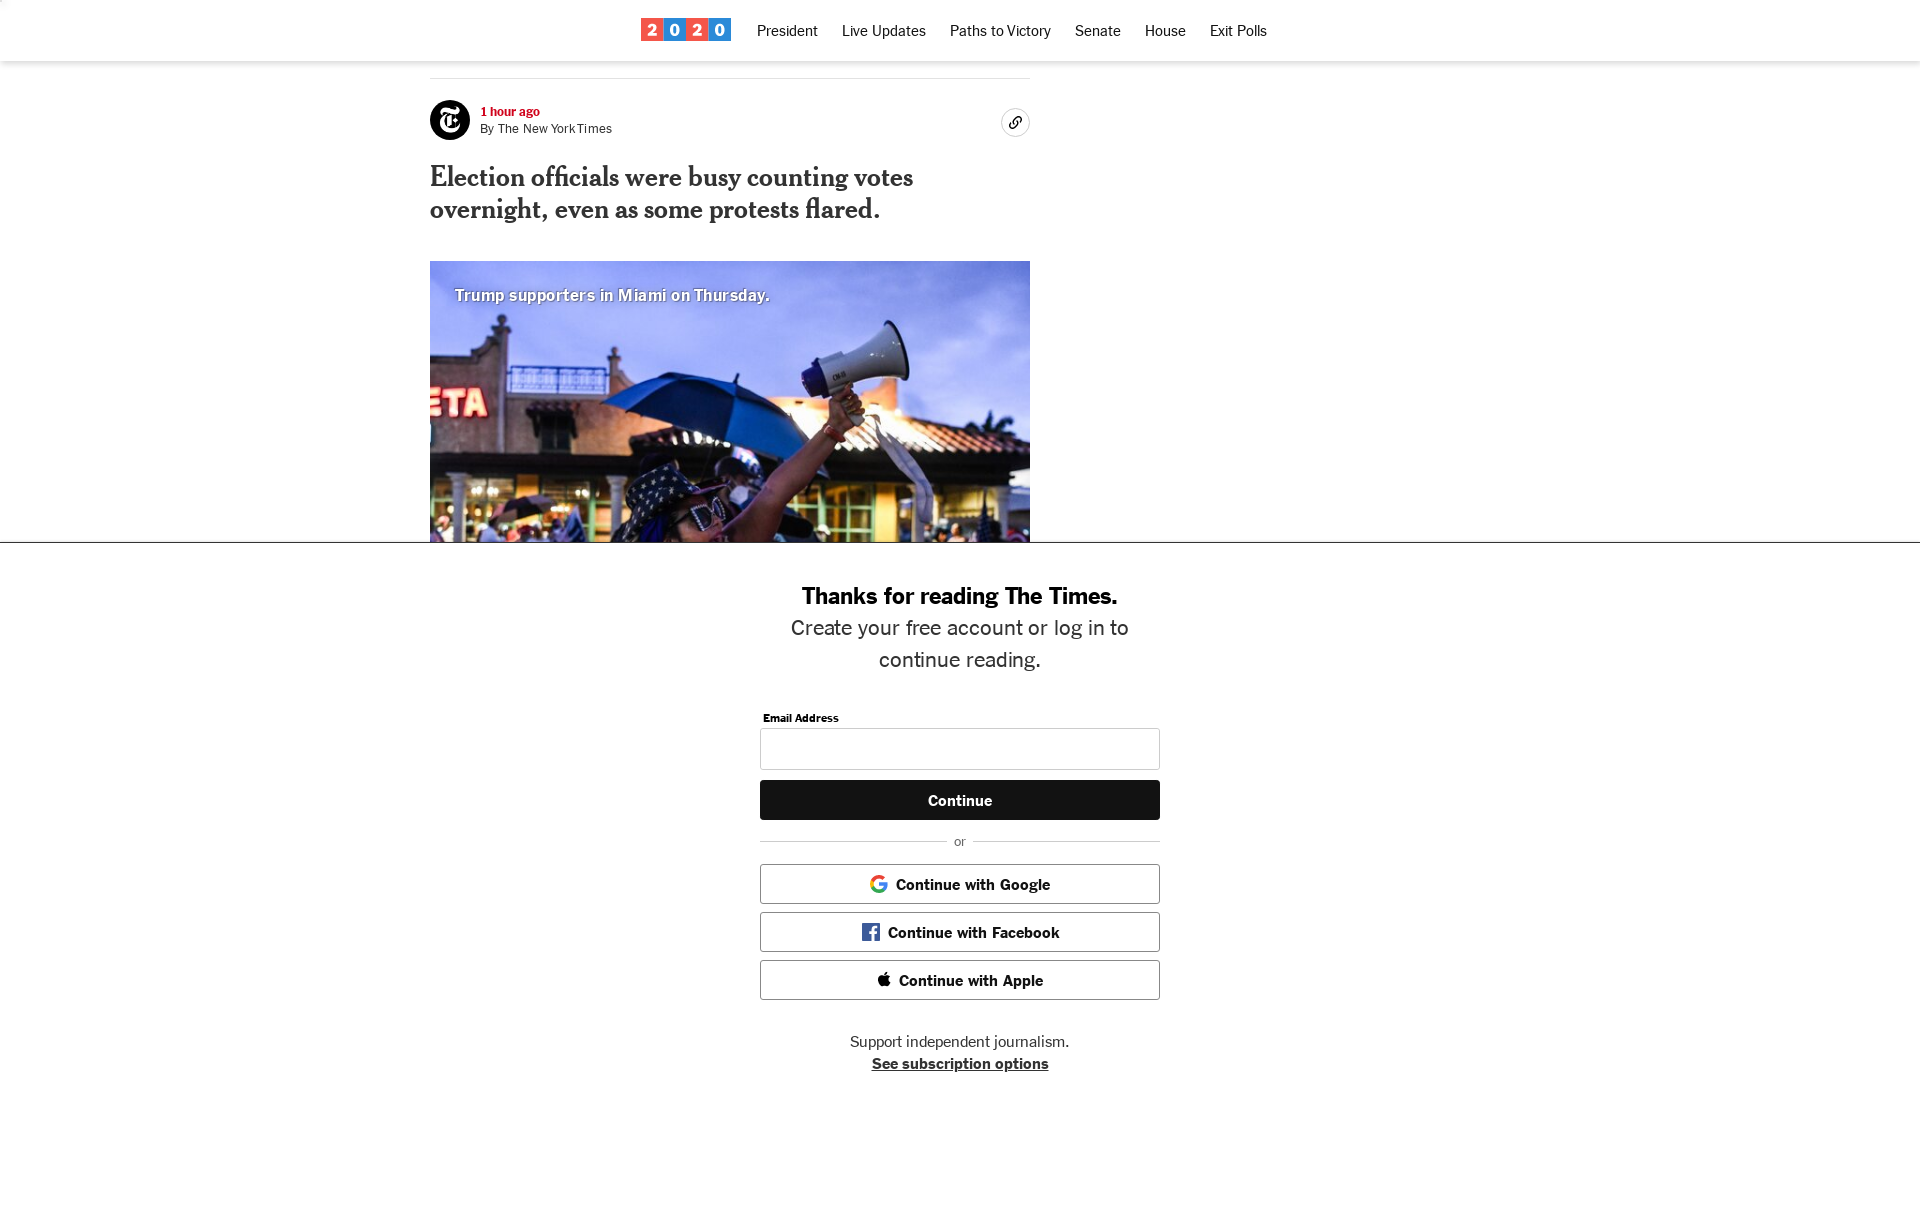 2020 President Live Updates Paths to Victory Senate House Exit Polls
1 hour ago
By The New York Times
Election officials were busy counting votes
overnight, even as some protests flared.
Trump supporters in Miami on Thursday.
ETA
Thanks for reading The Times.
Create your free account or log in to
continue reading.
Email Address
Continue
or
Continue with Google
Continue with Facebook
Continue with Apple
Support independent journalism.
See subscription options